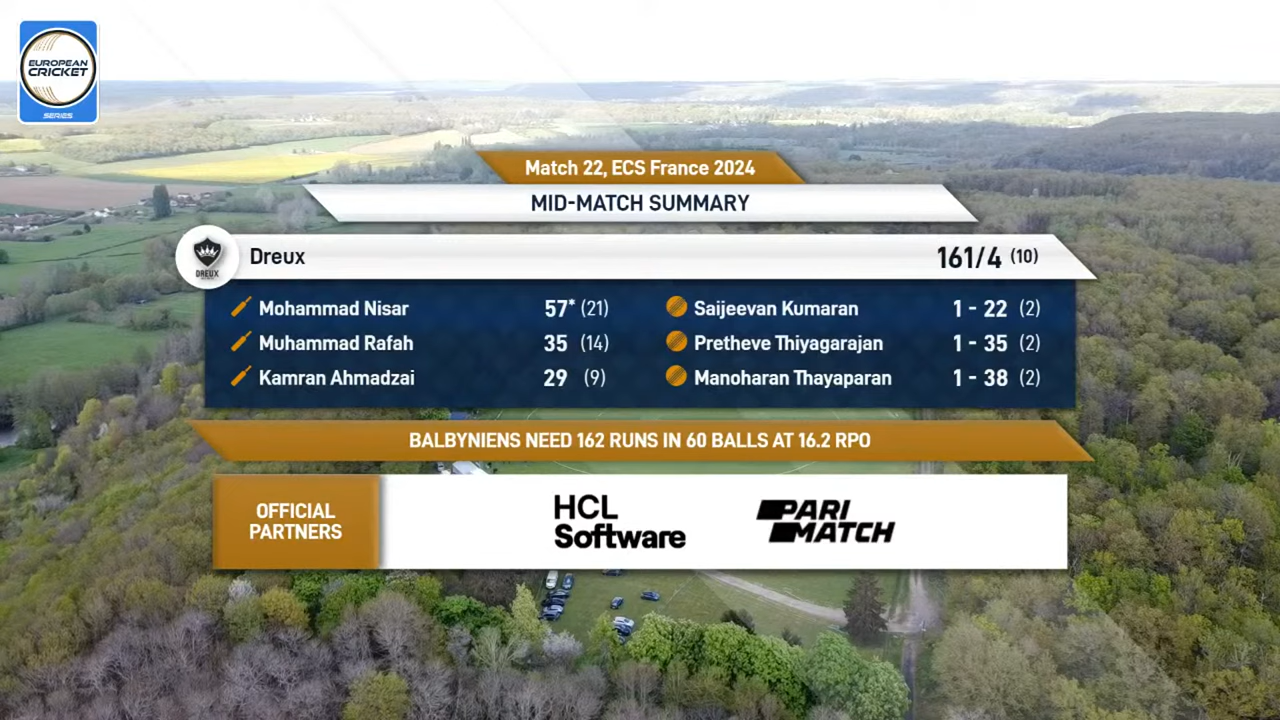 EUROPEAN
CRICKET
SERIES
Match 22, ECS France 2024
MID-MATCH SUMMARY
DREUX
Dreux 161/4 (10)
Mohammad Nisar 57* (21) Saijeevan Kumaran 1 - 22 (2)
Muhammad Rafah 35 (14) Pretheve Thiyagarajan 1 - 35 (2)
Kamran Ahmadzai 29 (9) Manoharan Thayaparan 1 - 38 (2)
BALBYNIENS NEED 162 RUNS IN 60 BALLS AT 16.2 RPO
OFFICIAL
PARTNERS
HCL
Software
PARI
MATCH